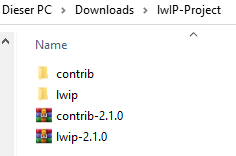 Dieser PC > Downloads > lwIP-Project
Name
contrib
lwip
contrib-2.1.0
lwip-2.1.0